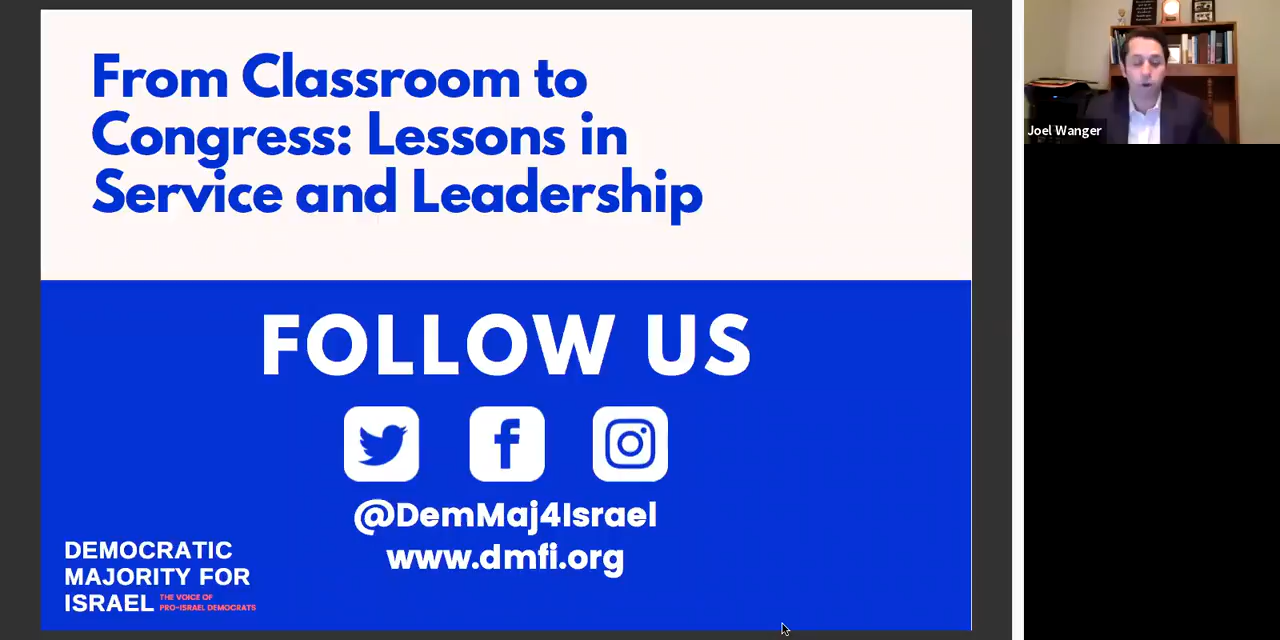 From Classroom to
Congress: Lessons in
Service and Leadership
FOLLOW US
@DemMaj4Israel
www.dmfi.org
DEMOCRATIC
MAJORITY FOR
ISRAEL THE VOICE OF
PRO-ISRAEL DEMOCRATS
Joel Wanger